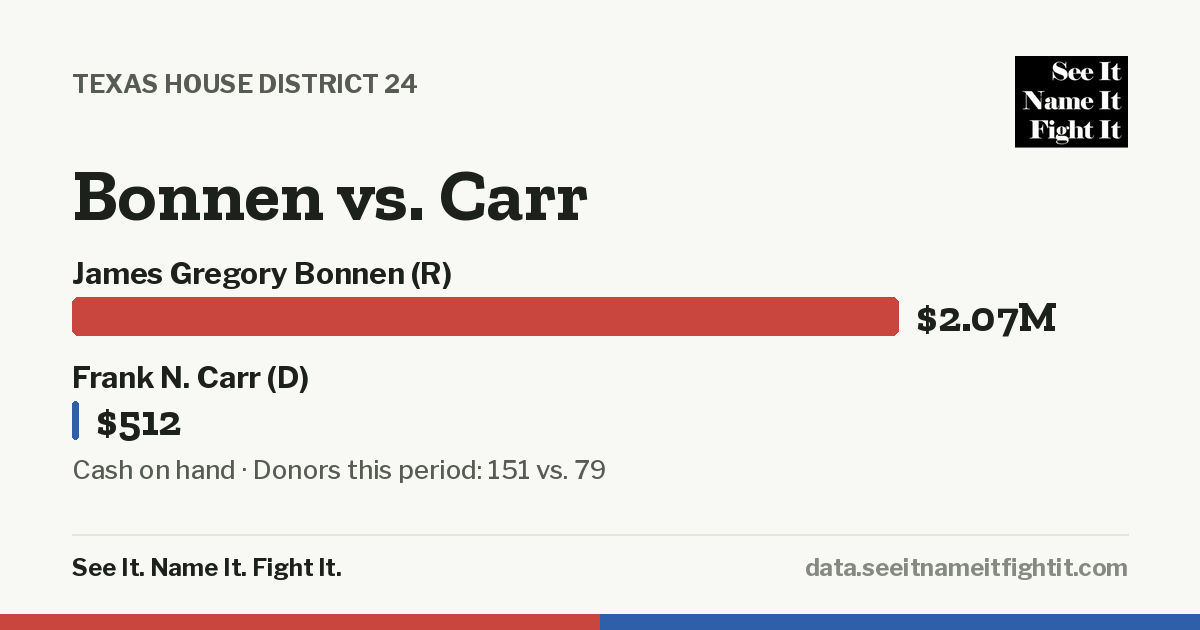 TEXAS HOUSE DISTRICT 24
See It
Name It
Fight It
Bonnen vs. Carr
James Gregory Bonnen (R)
$2.07M
Frank N. Carr (D)
$512
Cash on hand · Donors this period: 151 vs. 79
See It. Name It. Fight It.
data.seeitnameitfightit.com